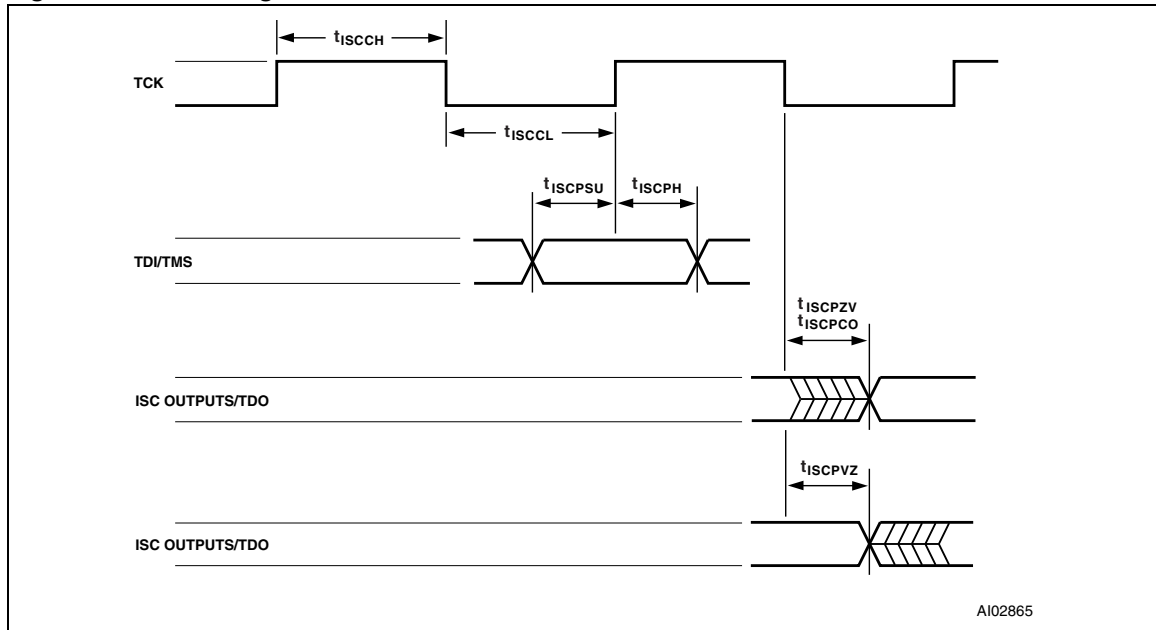 tISCCH
TCK
tISCCL
tISCPSU
tISCPH
TDI/TMS
tISCPZV
tISCPCO
ISC OUTPUTS/TDO
tISCPVZ
ISC OUTPUTS/TDO
AI02865